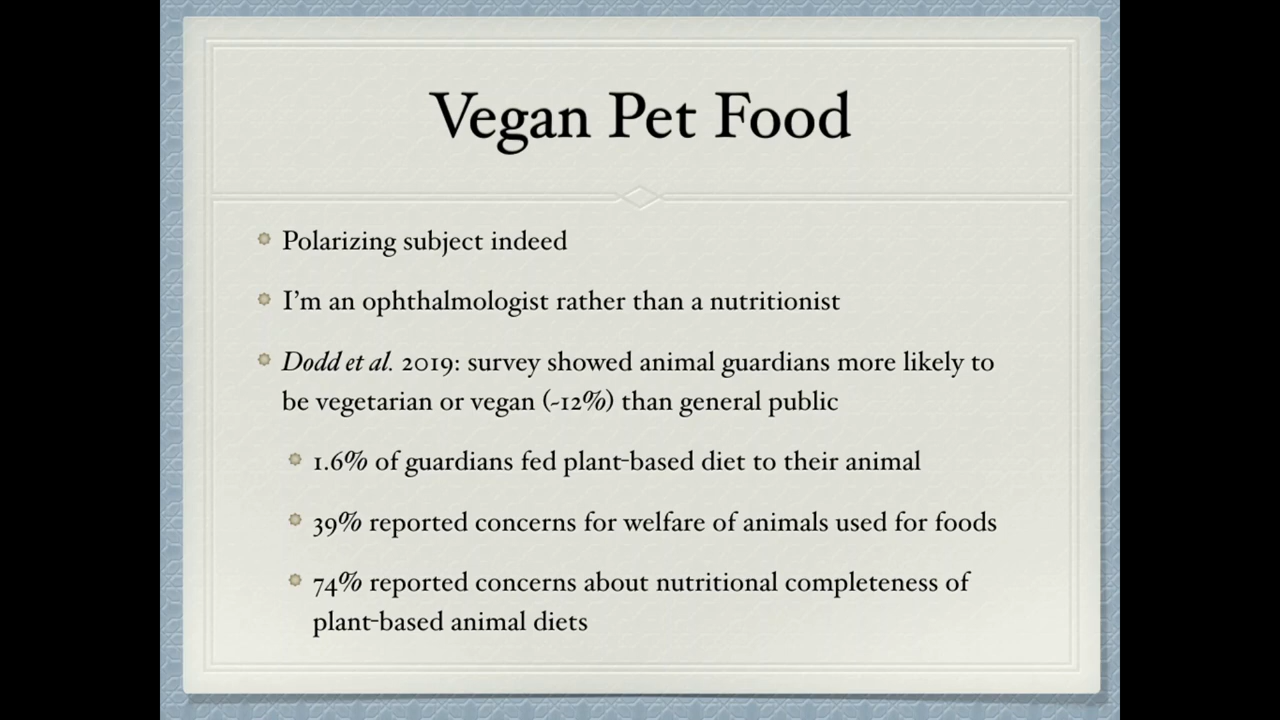 Vegan Pet Food
Polarizing subject indeed
I'm an ophthalmologist rather than a nutritionist
Dodd et al. 2019: survey showed animal guardians more likely to
be vegetarian or vegan (~12%) than general public
1.6% of guardians fed plant-based diet to their animal
39% reported concerns for welfare of animals used for foods
74% reported concerns about nutritional completeness of
plant-based animal diets